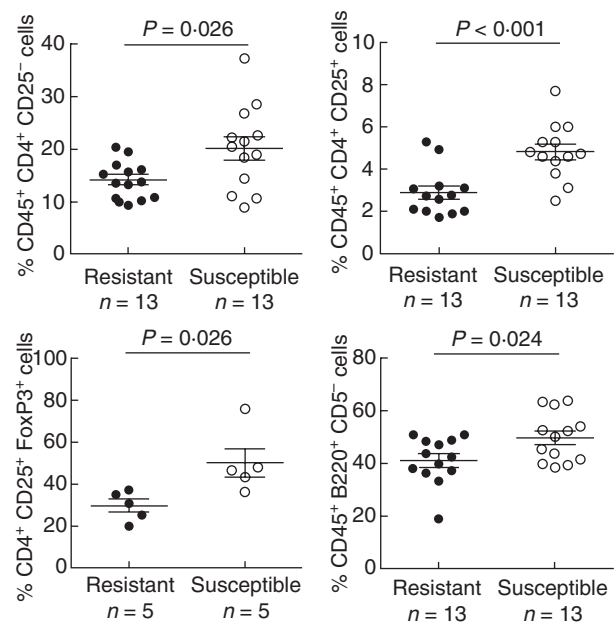 P = 0·026
% CD45⁺ CD4⁺ CD25⁻ cells
40
30
20
10
0
Resistant Susceptible
n = 13 n = 13
P < 0·001
% CD45⁺ CD4⁺ CD25⁺ cells
10
8
6
4
2
0
Resistant Susceptible
n = 13 n = 13
P = 0·026
% CD4⁺ CD25⁺ FoxP3⁺ cells
100
80
60
40
20
0
Resistant Susceptible
n = 5 n = 5
P = 0·024
% CD45⁺ B220⁺ CD5⁻ cells
80
60
40
20
0
Resistant Susceptible
n = 13 n = 13